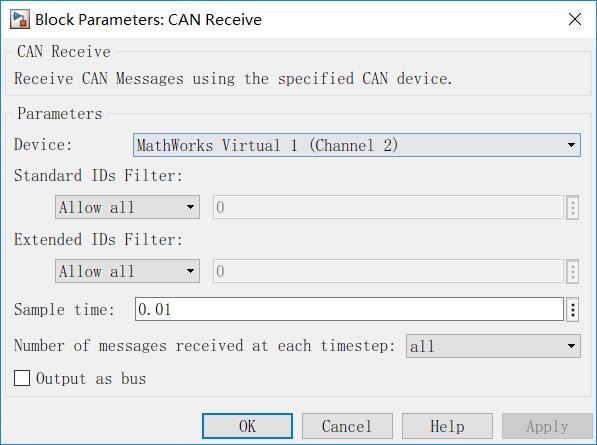 Block Parameters: CAN Receive
CAN Receive
Receive CAN Messages using the specified CAN device.
Parameters
Device: MathWorks Virtual 1 (Channel 2)
Standard IDs Filter:
Allow all 0
Extended IDs Filter:
Allow all 0
Sample time: 0.01
Number of messages received at each timestep: all
Output as bus
OK Cancel Help Apply